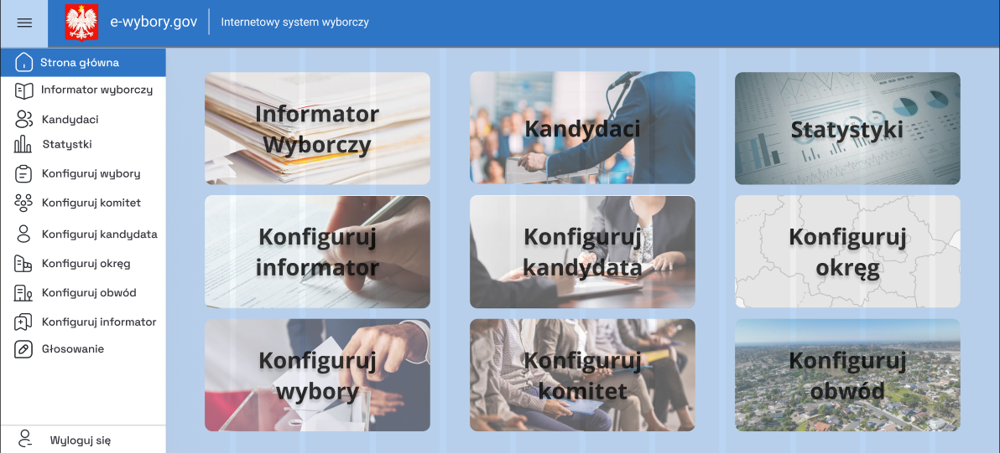 e-wybory.gov
Internetowy system wyborczy
Strona główna
Informator wyborczy
Kandydaci
Statystki
Konfiguruj wybory
Konfiguruj komitet
Konfiguruj kandydata
Konfiguruj okręg
Konfiguruj obwód
Konfiguruj informator
Głosowanie
Wyloguj się
Informator
Wyborczy
Kandydaci
Statystyki
Konfiguruj
informator
Konfiguruj
kandydata
Konfiguruj
okręg
Konfiguruj
wybory
Konfiguruj
komitet
Konfiguruj
obwód